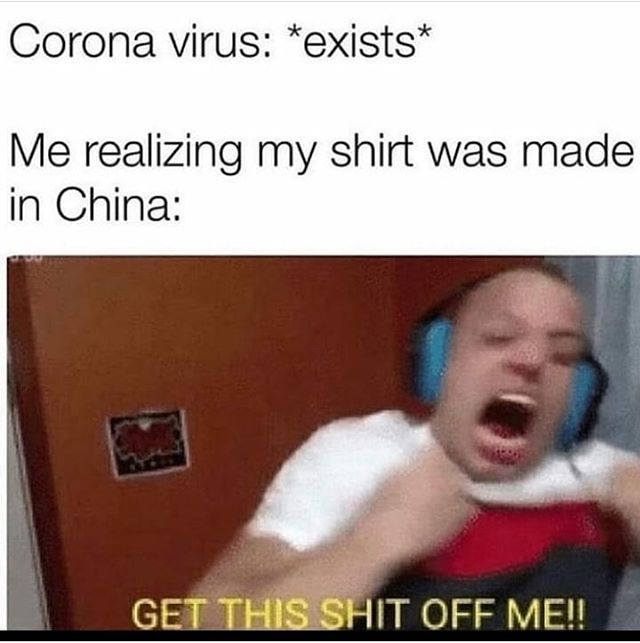 Corona virus: *exists*
Me realizing my shirt was made
in China:
GET THIS SHIT OFF ME!!